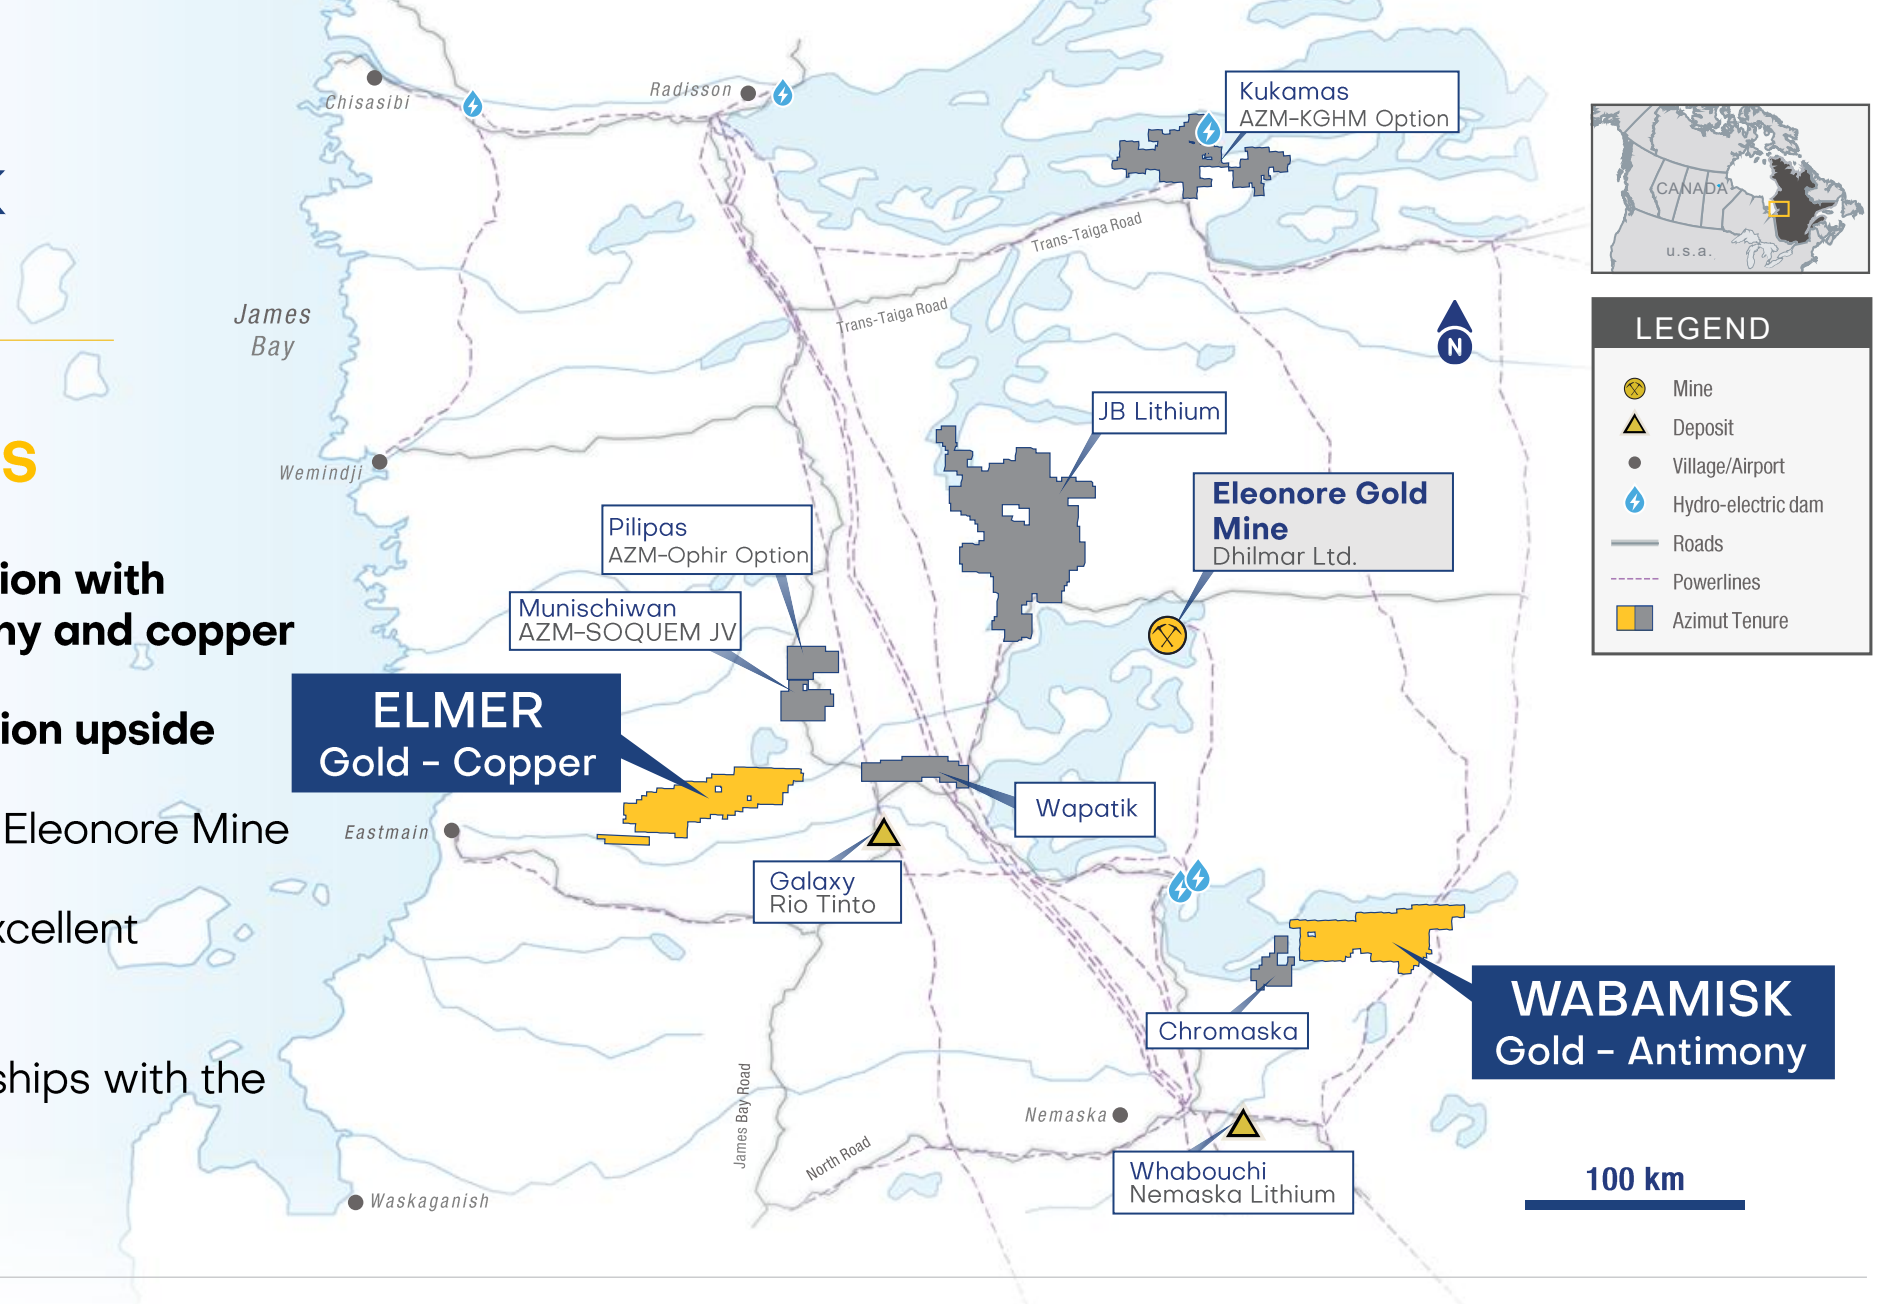 S
ion with
ny and copper
ion upside
Eleonore Mine
xcellent
ships with the
Chisasibi
Radisson
Kukamas
AZM-KGHM Option
Trans-Taiga Road
Trans-Taiga Road
James
Bay
JB Lithium
Wemindji
Eleonore Gold
Mine
Dhilmar Ltd.
Pilipas
AZM-Ophir Option
Munischiwan
AZM-SOQUEM JV
ELMER
Gold - Copper
Wapatik
Eastmain
Galaxy
Rio Tinto
WABAMISK
Gold - Antimony
Chromaska
James Bay Road
Nemaska
North Road
Whabouchi
Nemaska Lithium
Waskaganish
100 km
N
CANADA
u.s.a.
LEGEND
Mine
Deposit
Village/Airport
Hydro-electric dam
Roads
Powerlines
Azimut Tenure